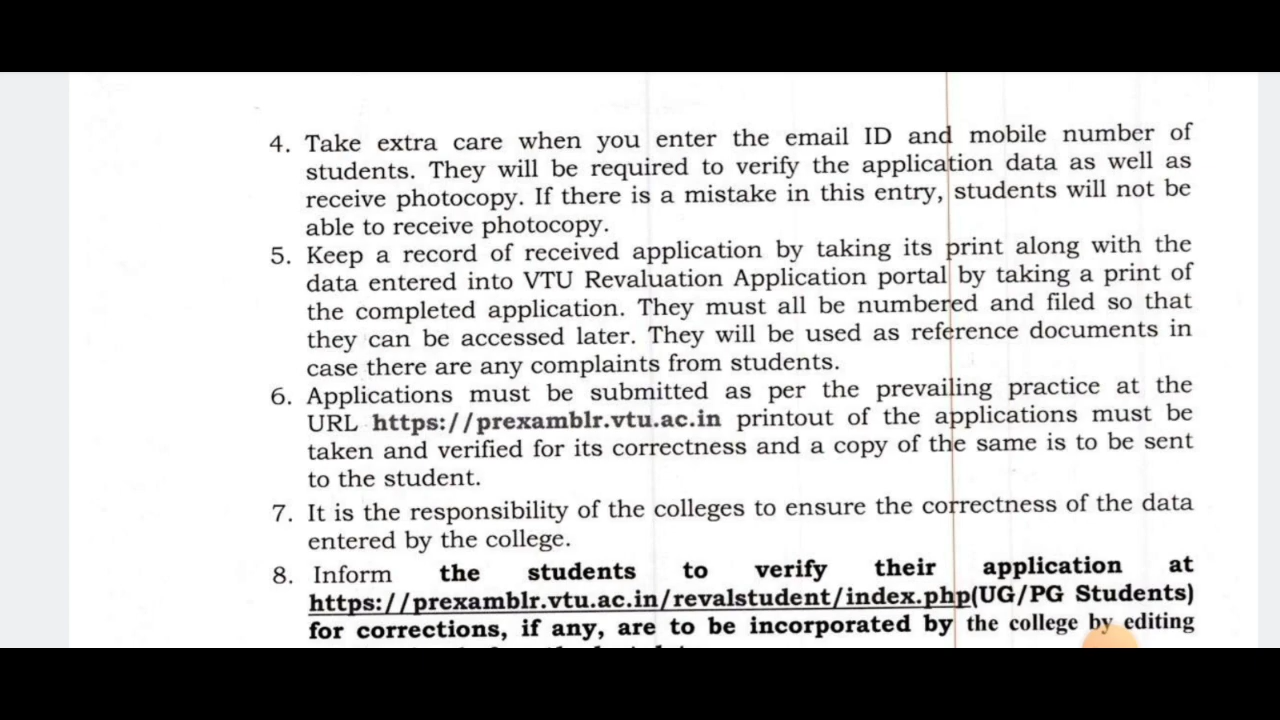 4. Take extra care when you enter the email ID and mobile number of
students. They will be required to verify the application data as well as
receive photocopy. If there is a mistake in this entry, students will not be
able to receive photocopy.
5. Keep a record of received application by taking its print along with the
data entered into VTU Revaluation Application portal by taking a print of
the completed application. They must all be numbered and filed so that
they can be accessed later. They will be used as reference documents in
case there are any complaints from students.
6. Applications must be submitted as per the prevailing practice at the
URL https://prexamblr.vtu.ac.in printout of the applications must be
taken and verified for its correctness and a copy of the same is to be sent
to the student.
7. It is the responsibility of the colleges to ensure the correctness of the data
entered by the college.
8. Inform the students to verify their application at
https://prexamblr.vtu.ac.in/revalstudent/index.php(UG/PG Students)
for corrections, if any, are to be incorporated by the college by editing